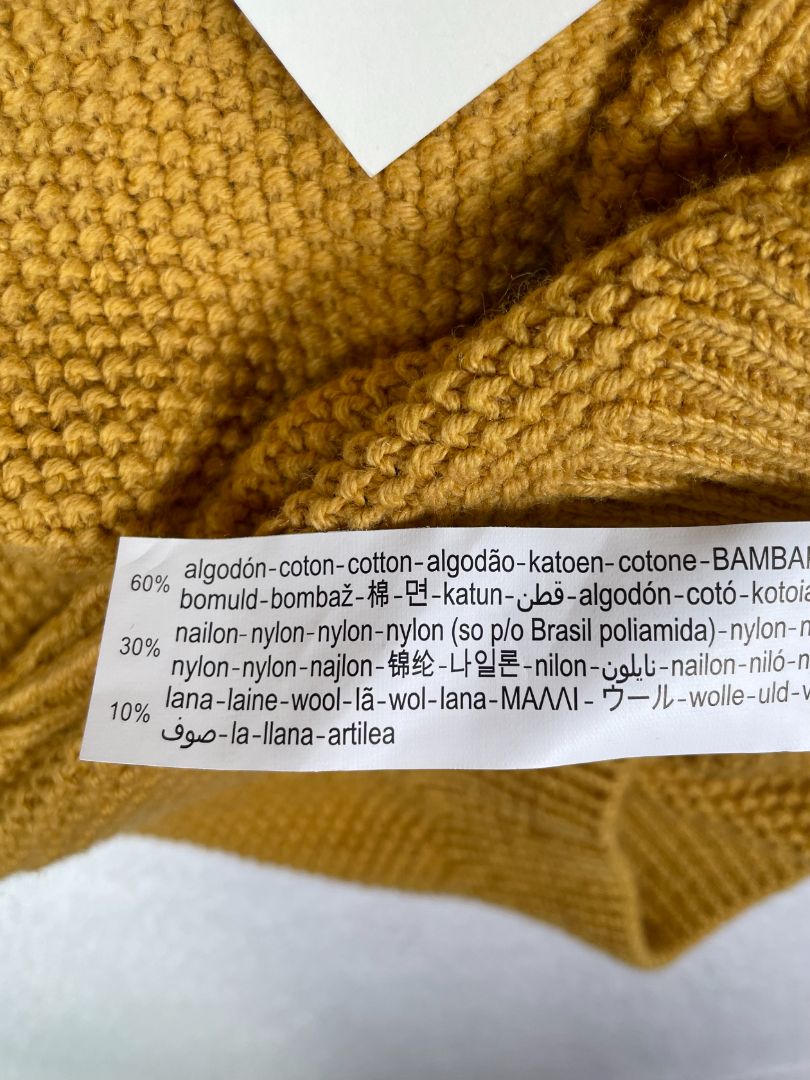 60% algodón-coton-cotton-algodão-katoen-cotone-
bomuld-bombaž-棉-면-katun-قطن-algodón-cotó-
30% nailon-nylon-nylon-nylon (so p/o Brasil poliamida)-nylon-
nylon-nylon-najlon-锦纶-나일론-nilon-نايلون-nailon-niló-
10% lana-laine-wool-lã-wol-lana-ΜΑΛΛΙ-ウール-wolle-uld-
صوف-la-llana-artilea